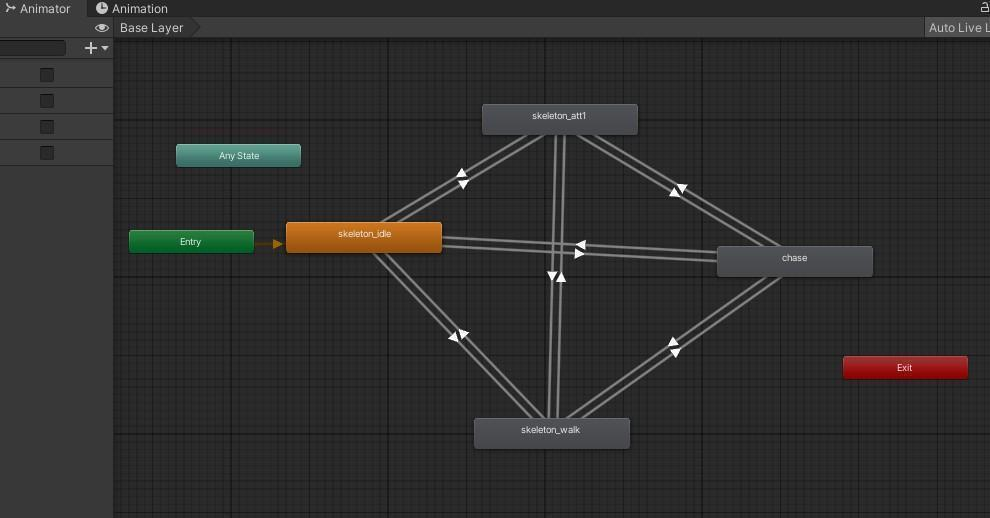 Animator
Animation
Base Layer
Auto Live L
skeleton_att1
Any State
skeleton_idle
Entry
chase
Exit
skeleton_walk